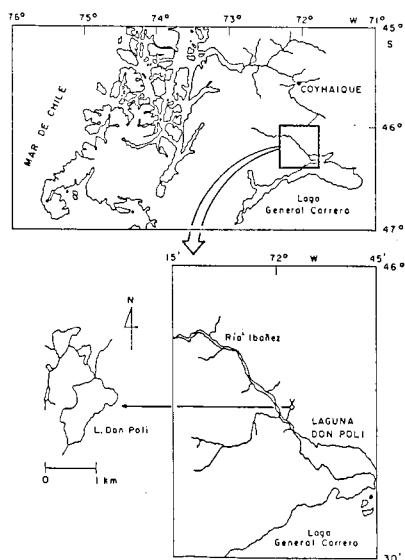 75° 74° 73° 72° W 71°
45°
S
COYHAIQUE
MAR DE CHILE
46°
Lago
General Carrera
47°
15' 72° W 45'
46°
N
Río Ibañez
L. Don Poli
LAGUNA
DON POLI
0 1 km
Lago
General Carrera
30'